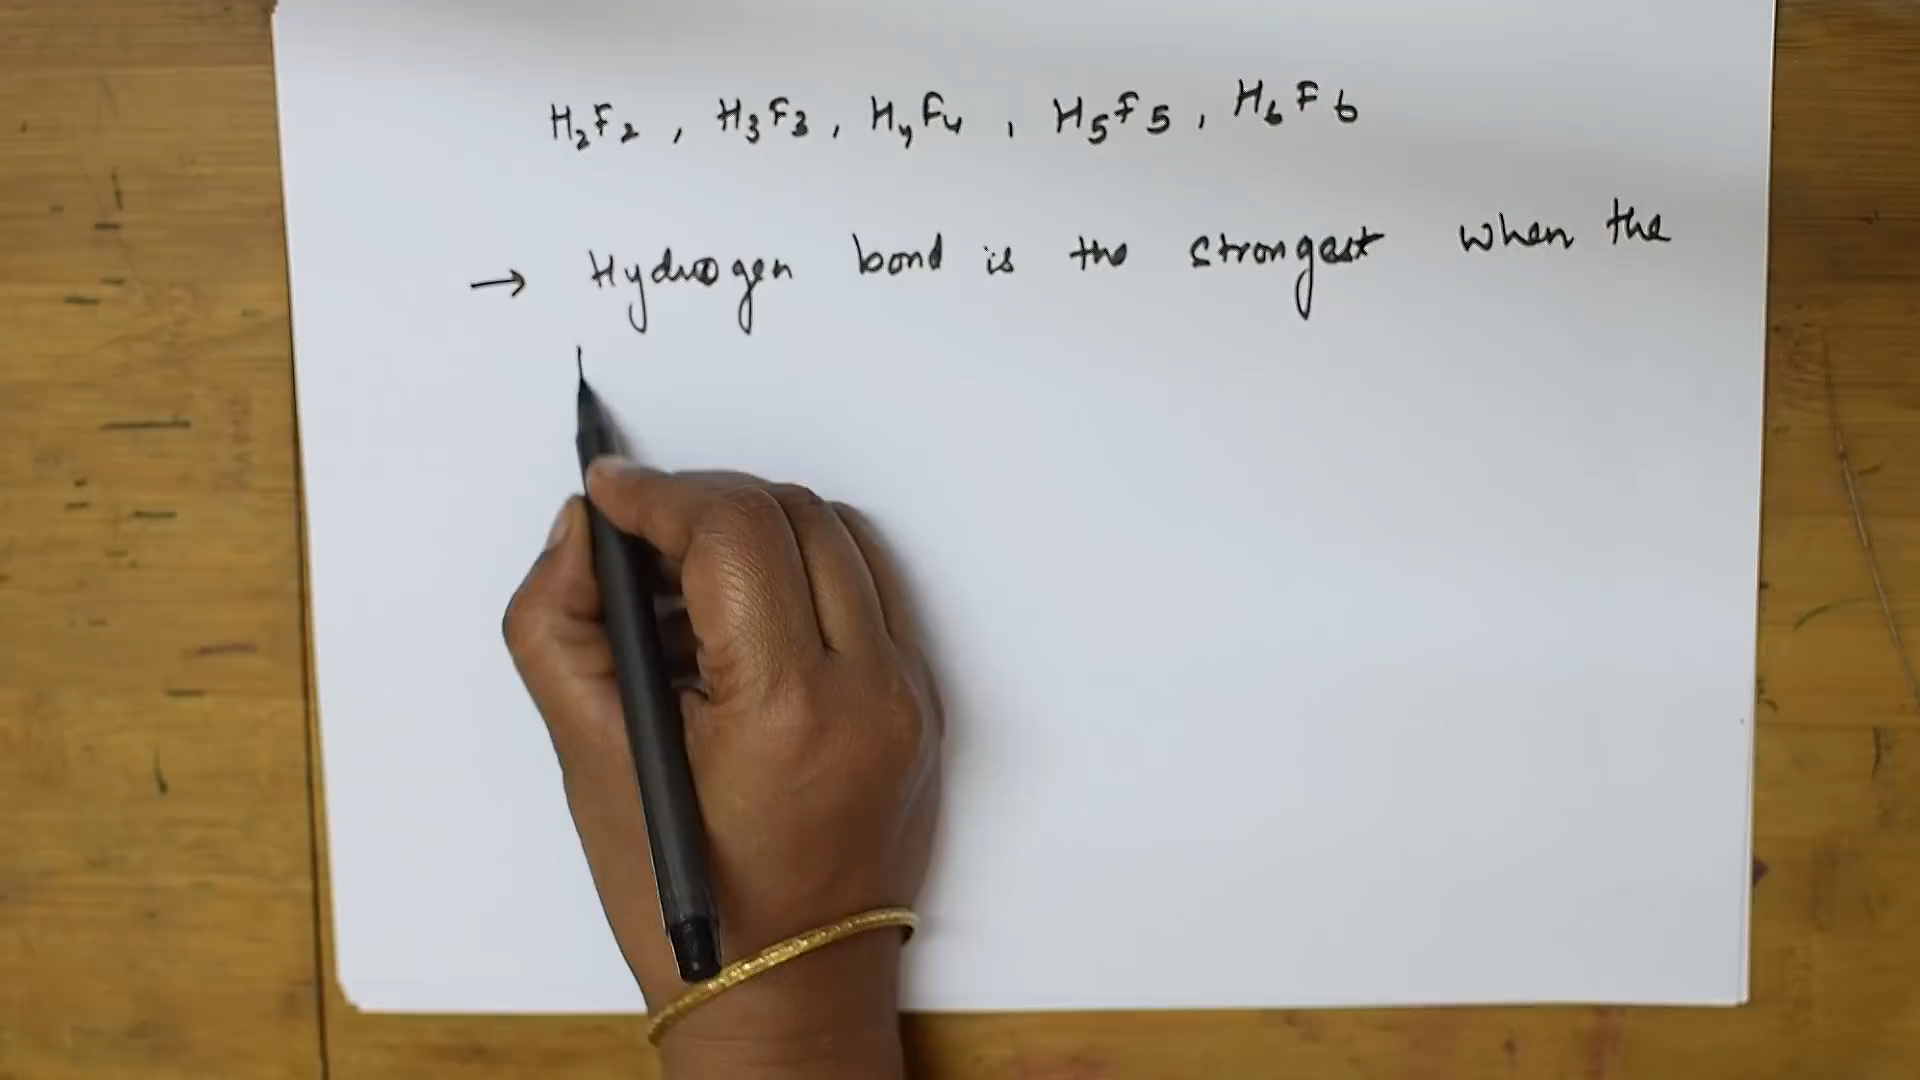 H₂F₂, H₃F₃, H₄F₄, H₅F₅, H₆F₆
→ Hydrogen bond is the strongest when the